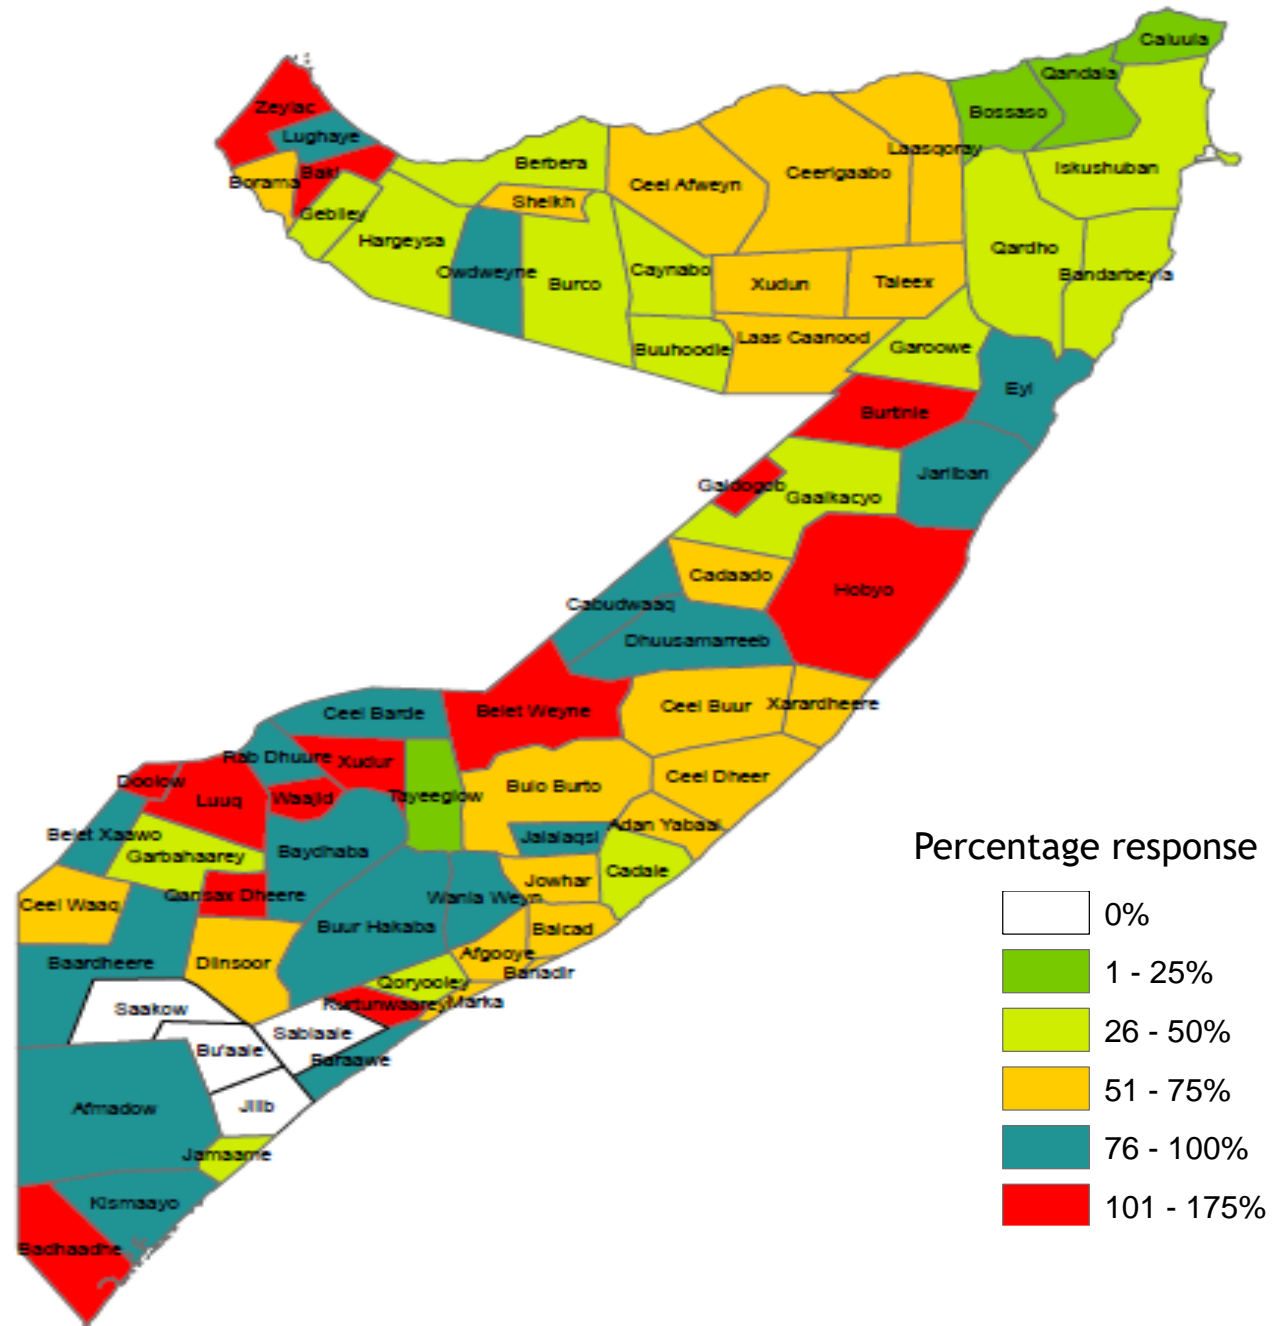 Caluula
Qandala
Bossaso
Zeylac
Lughaye
Laasqoray
Berbera
Iskushuban
Baki
Ceerigaabo
Borama
Ceel Afweyn
Sheikh
Gebiley
Hargeysa
Qardho
Owdweyne
Caynabo
Bandarbeyla
Burco
Xudun
Taleex
Laas Caanood
Buuhoodle
Garoowe
Eyl
Burtinle
Jariiban
Galdogob
Gaalkacyo
Cadaado
Hobyo
Cabudwaaq
Dhuusamarreeb
Ceel Barde
Belet Weyne
Ceel Buur
Xarardheere
Rab Dhuure
Xudur
Doolow
Ceel Dheer
Luuq
Waajid
Tayeeglow
Bulo Burto
Belet Xaawo
Jalalaqsi
Adan Yabaal
Garbahaarey
Baydhaba
Percentage response
Cadale
Jowhar
Ceel Waaq
Qansax Dheere
Wanla Weyn
0%
Buur Hakaba
Balcad
Baardheere
Diinsoor
Afgooye
Banadir
1 - 25%
Qoryooley
Saakow
Kurtunwaarey
Marka
Sablaale
26 - 50%
Bu'aale
Baraawe
51 - 75%
Afmadow
Jilib
Jamaame
76 - 100%
Kismaayo
101 - 175%
Badhaadhe